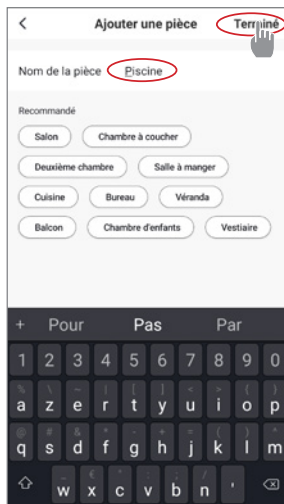 Ajouter une pièce Terminé
Nom de la pièce Piscine
Recommandé
Salon Chambre à coucher
Deuxième chambre Salle à manger
Cuisine Bureau Véranda
Balcon Chambre d'enfants Vestiaire
+ Pour Pas Par
1 2 3 4 5 6 7 8 9 0
a z e r t y u i o p
q s d f g h j k l m
w x c v b n '